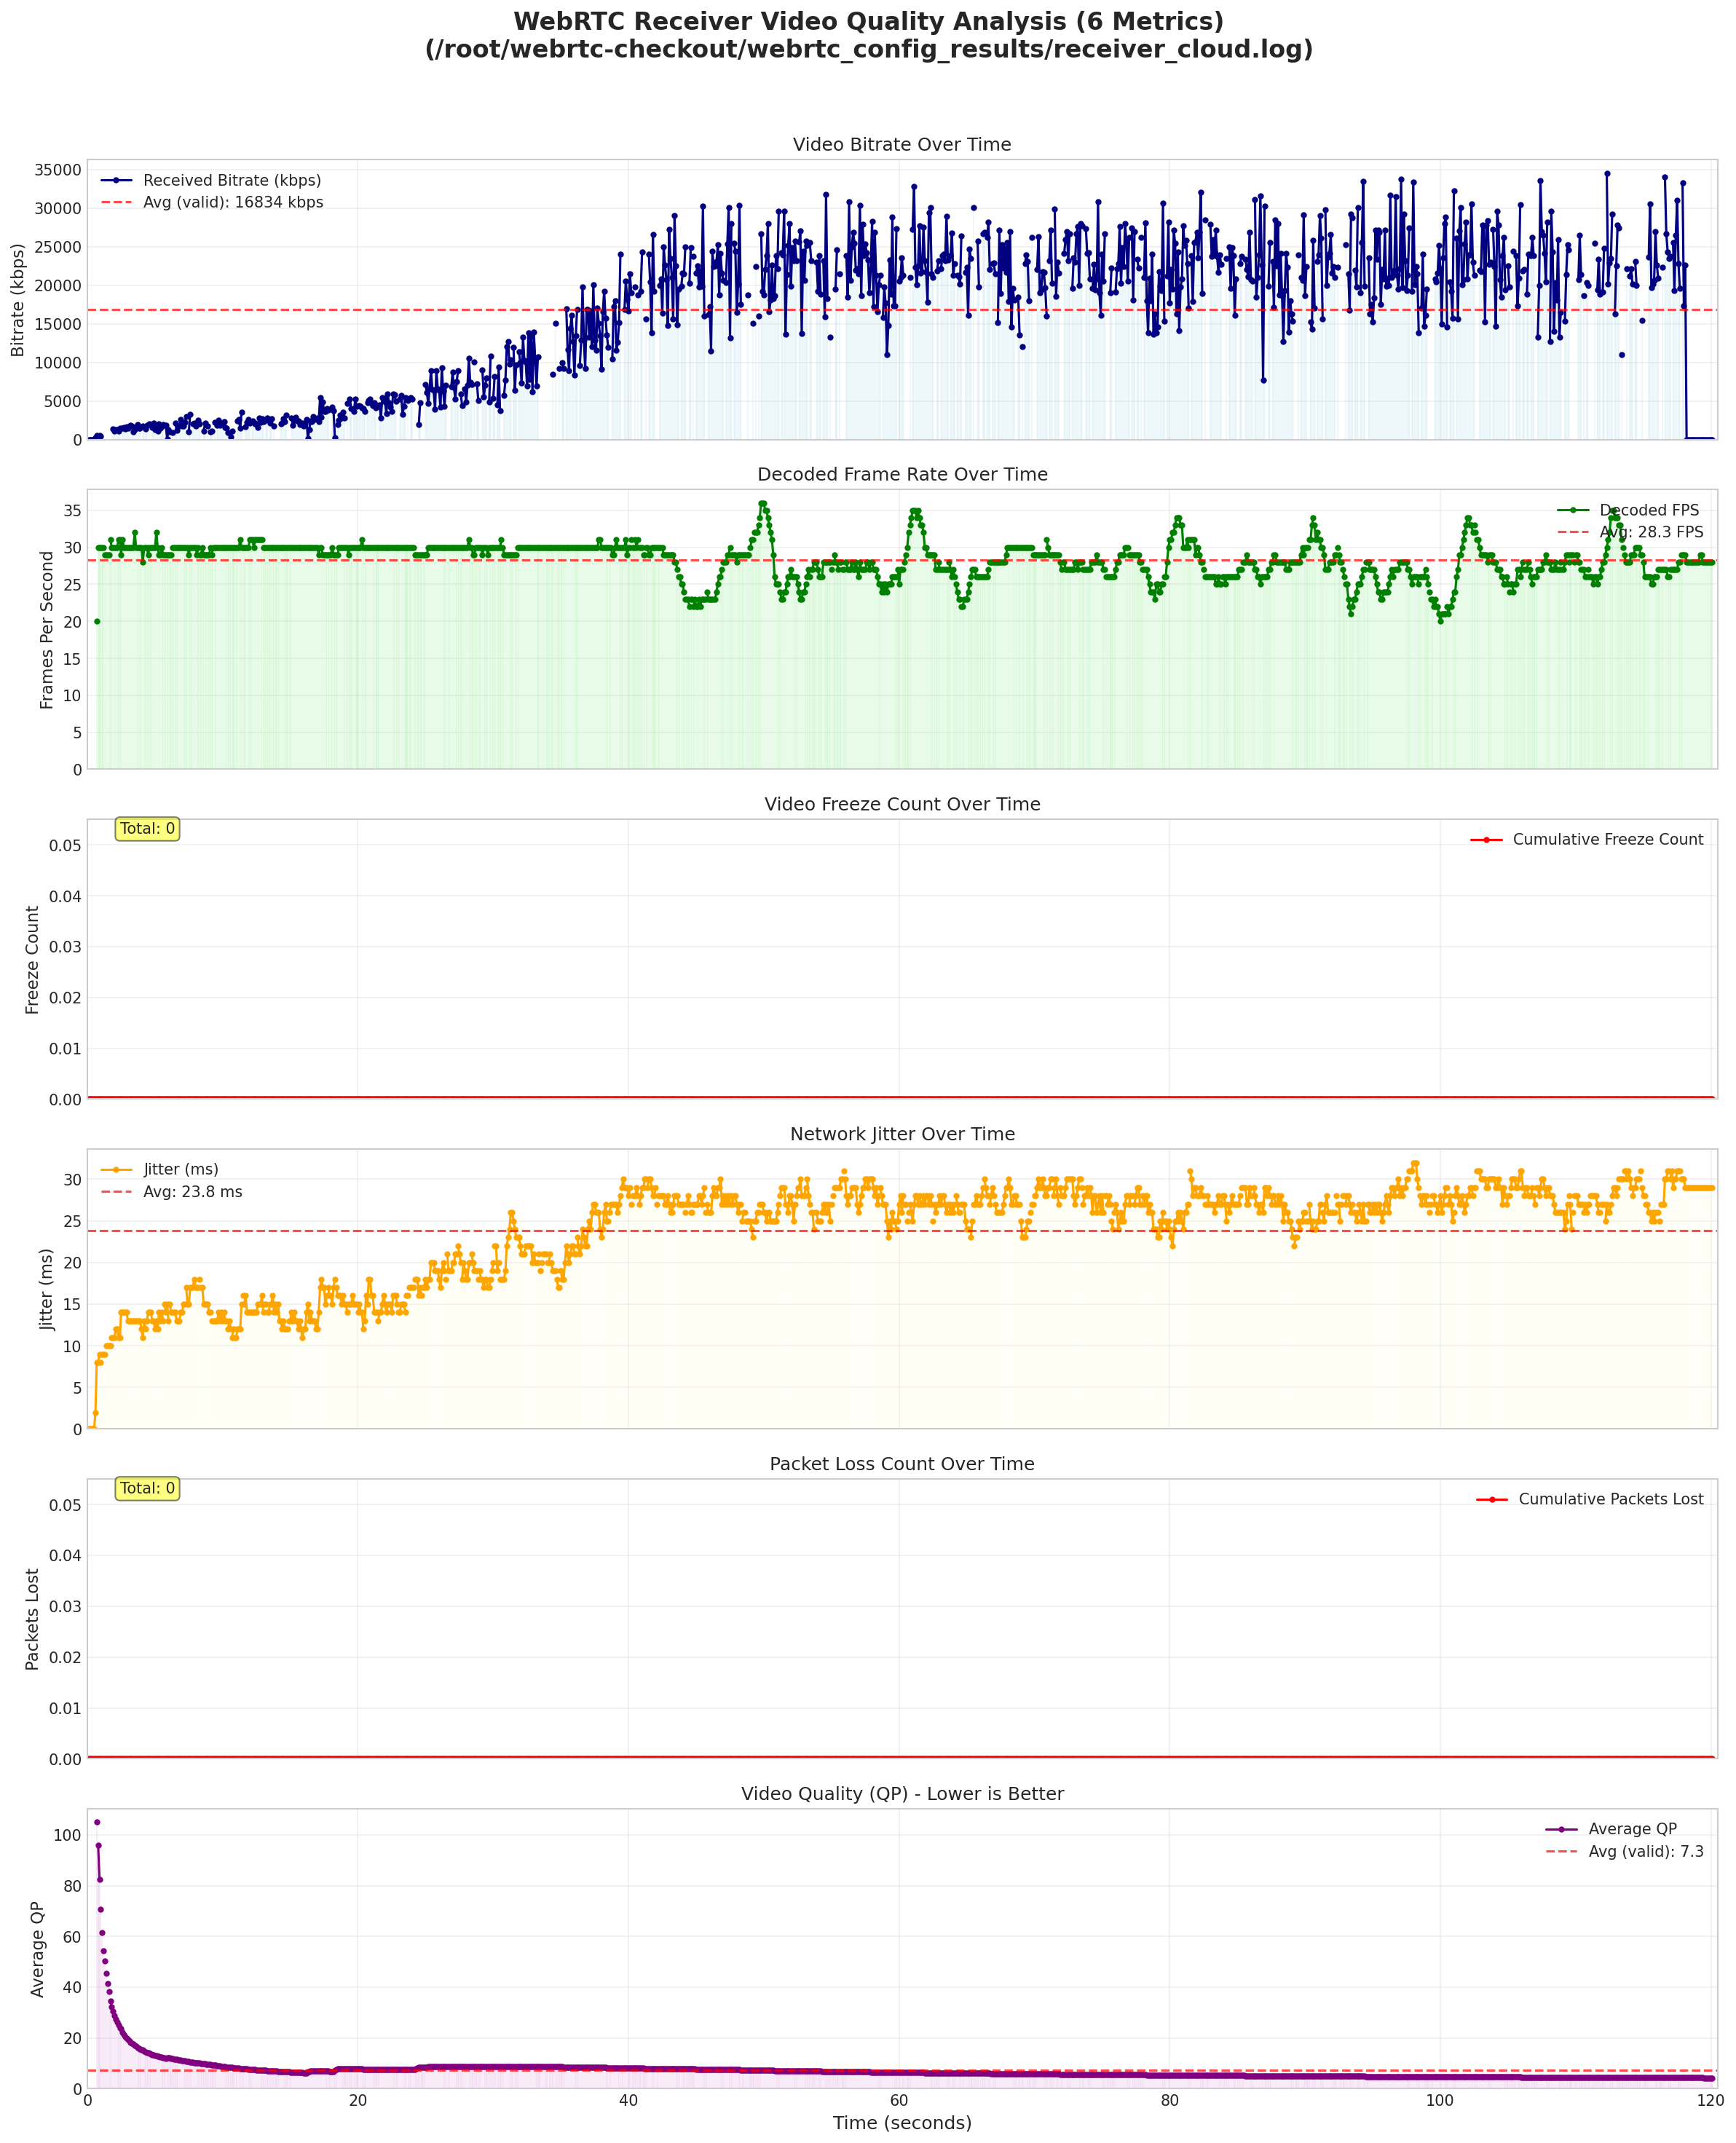 WebRTC Receiver Video Quality Analysis (6 Metrics)
(/root/webrtc-checkout/webrtc_config_results/receiver_cloud.log)
Video Bitrate Over Time
Bitrate (kbps)
35000
30000
25000
20000
15000
10000
5000
0
Received Bitrate (kbps)
Avg (valid): 16834 kbps
Decoded Frame Rate Over Time
Frames Per Second
35
30
25
20
15
10
5
0
Decoded FPS
Avg: 28.3 FPS
Video Freeze Count Over Time
Freeze Count
0.05
0.04
0.03
0.02
0.01
0.00
Total: 0
Cumulative Freeze Count
Network Jitter Over Time
Jitter (ms)
30
25
20
15
10
5
0
Jitter (ms)
Avg: 23.8 ms
Packet Loss Count Over Time
Packets Lost
0.05
0.04
0.03
0.02
0.01
0.00
Total: 0
Cumulative Packets Lost
Video Quality (QP) - Lower is Better
Average QP
100
80
60
40
20
0
Average QP
Avg (valid): 7.3
0 20 40 60 80 100 120
Time (seconds)